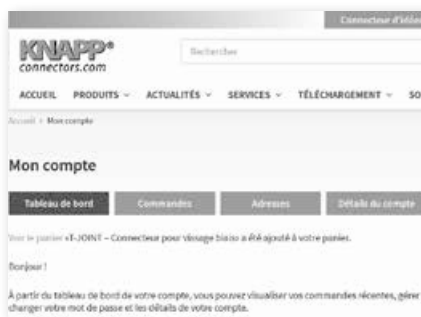 Connecteur d'idées
KNAPP®
connectors.com
Rechercher
ACCUEIL PRODUITS ACTUALITÉS SERVICES TÉLÉCHARGEMENT SO
Accueil > Mon compte
Mon compte
Tableau de bord Commandes Adresses Détails du compte
Voir le panier «T-JOINT – Connecteur pour vissage biais» a été ajouté à votre panier.
Bonjour !
À partir du tableau de bord de votre compte, vous pouvez visualiser vos commandes récentes, gérer
changer votre mot de passe et les détails de votre compte.